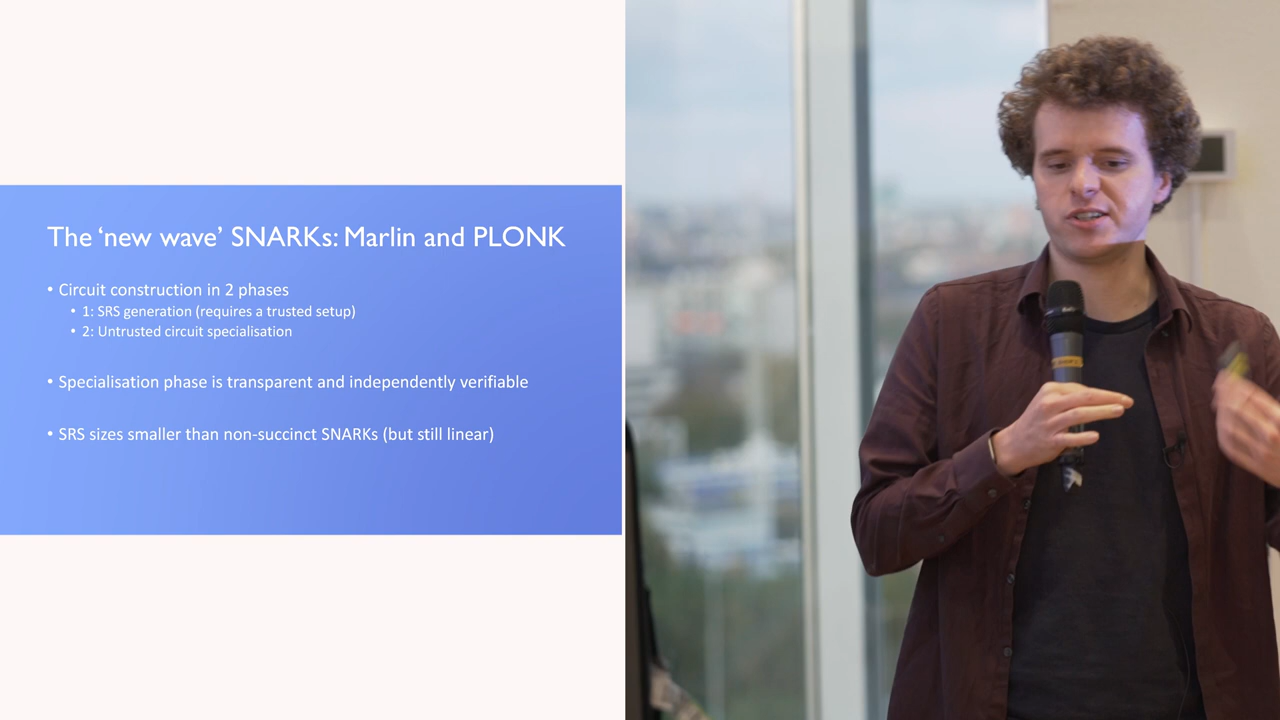 The ‘new wave’ SNARKs: Marlin and PLONK
• Circuit construction in 2 phases
• 1: SRS generation (requires a trusted setup)
• 2: Untrusted circuit specialisation
• Specialisation phase is transparent and independently verifiable
• SRS sizes smaller than non-succinct SNARKs (but still linear)